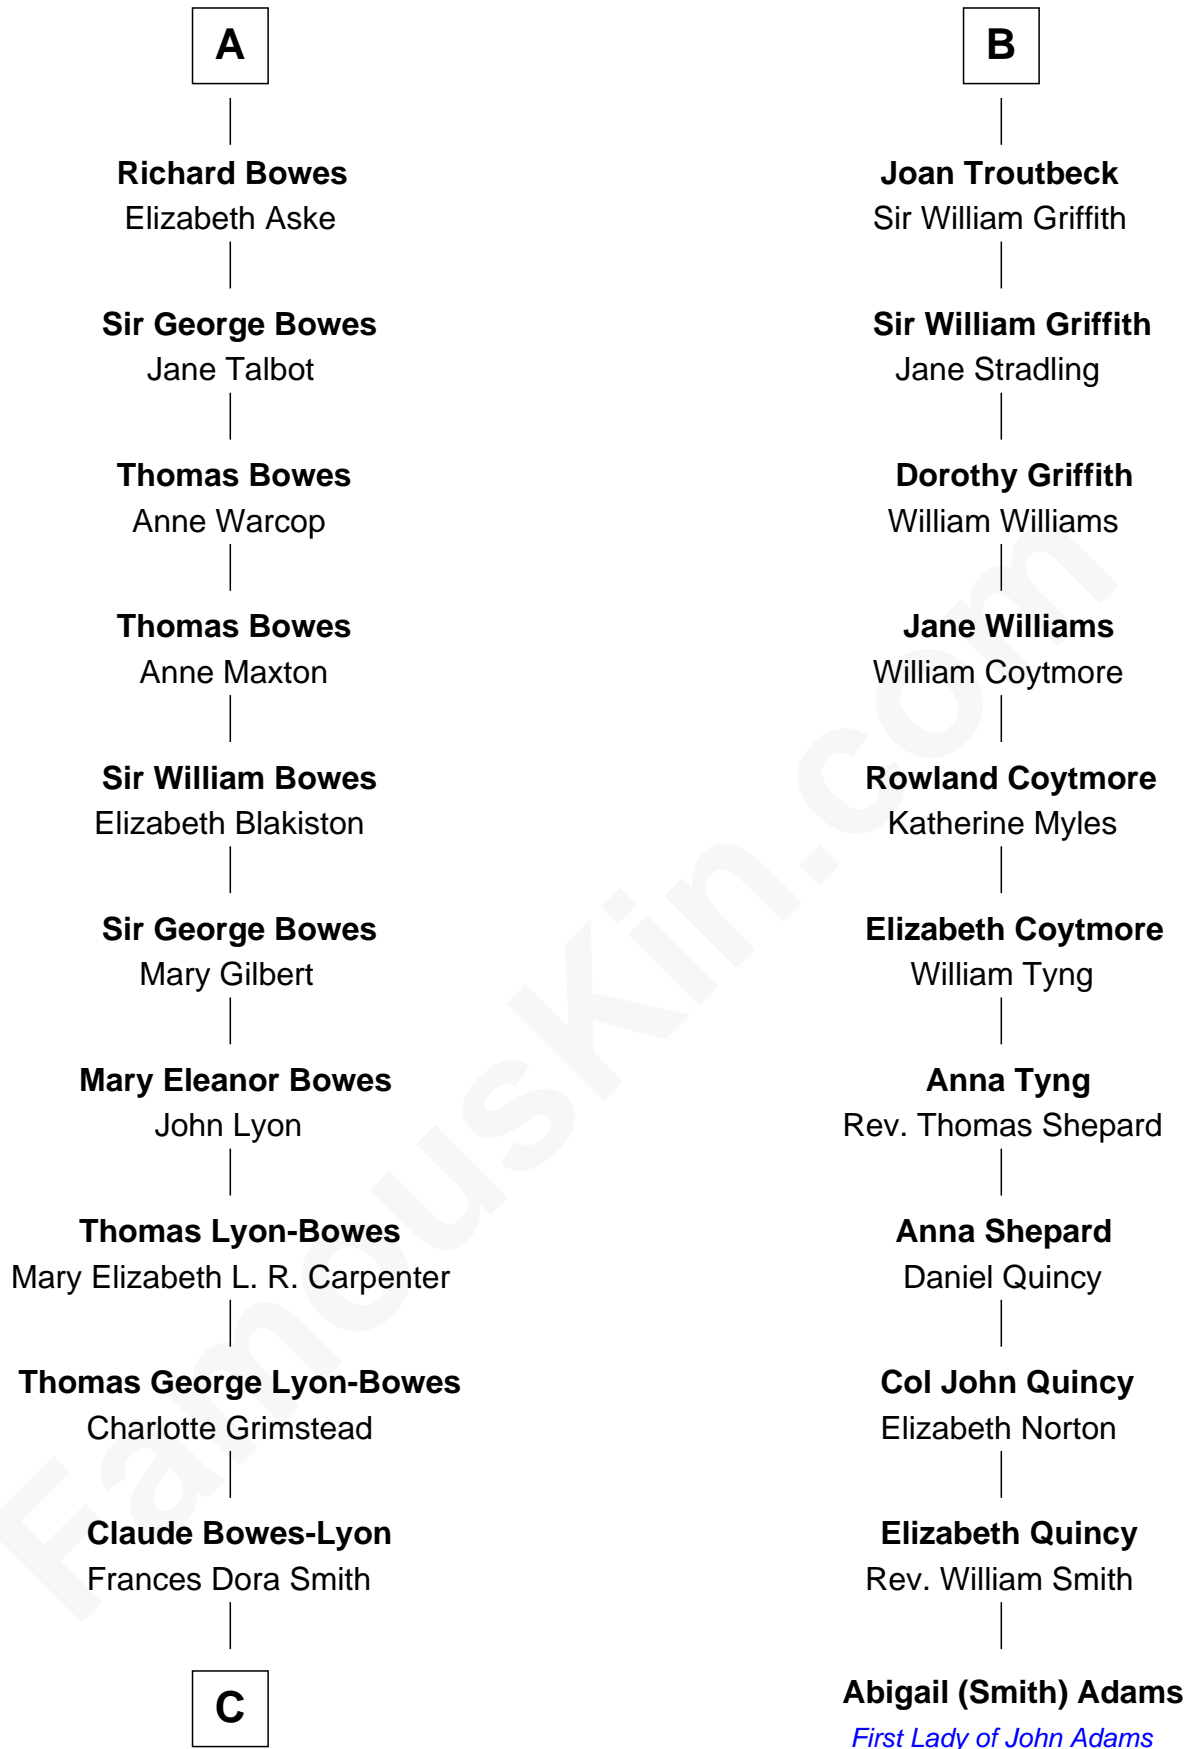 A
Richard Bowes
Elizabeth Aske
Sir George Bowes
Jane Talbot
Thomas Bowes
Anne Warcop
Thomas Bowes
Anne Maxton
Sir William Bowes
Elizabeth Blakiston
Sir George Bowes
Mary Gilbert
Mary Eleanor Bowes
John Lyon
Thomas Lyon-Bowes
Mary Elizabeth L. R. Carpenter
Thomas George Lyon-Bowes
Charlotte Grimstead
Claude Bowes-Lyon
Frances Dora Smith
C
B
Joan Troutbeck
Sir William Griffith
Sir William Griffith
Jane Stradling
Dorothy Griffith
William Williams
Jane Williams
William Coytmore
Rowland Coytmore
Katherine Myles
Elizabeth Coytmore
William Tyng
Anna Tyng
Rev. Thomas Shepard
Anna Shepard
Daniel Quincy
Col John Quincy
Elizabeth Norton
Elizabeth Quincy
Rev. William Smith
Abigail (Smith) Adams
First Lady of John Adams
FamousKin.com